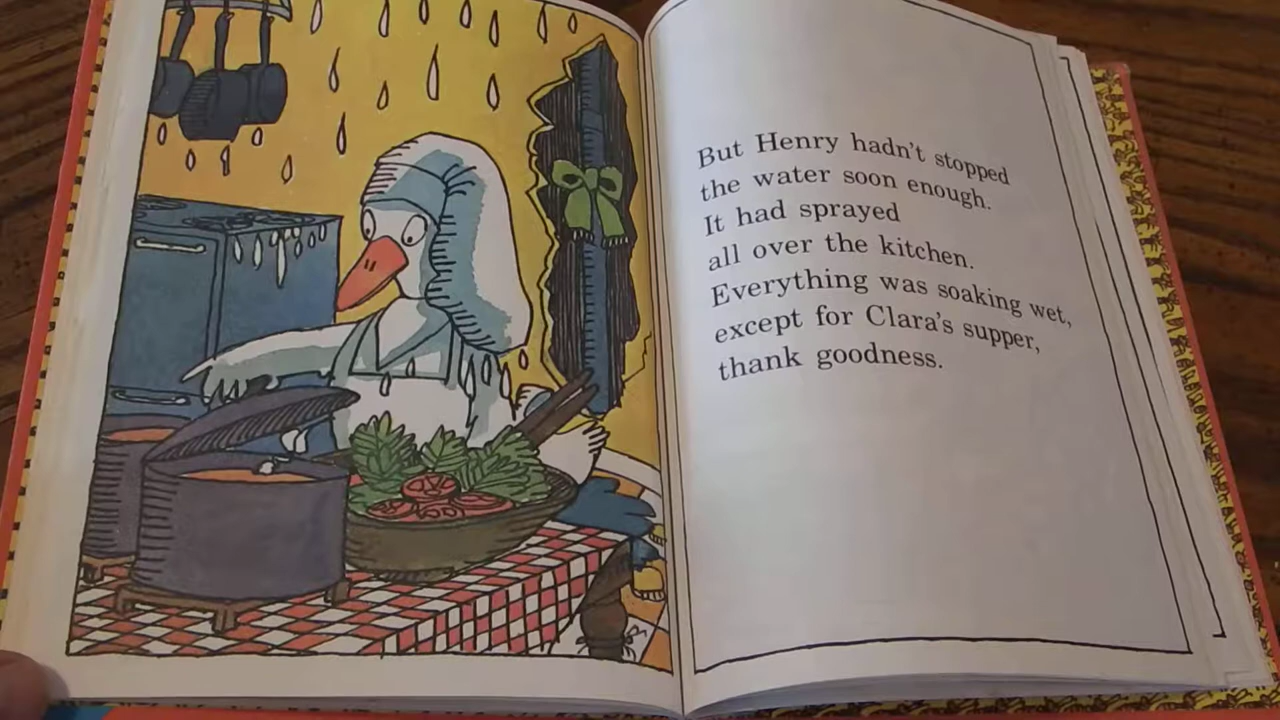 But Henry hadn't stopped
the water soon enough.
It had sprayed
all over the kitchen.
Everything was soaking wet,
except for Clara's supper,
thank goodness.